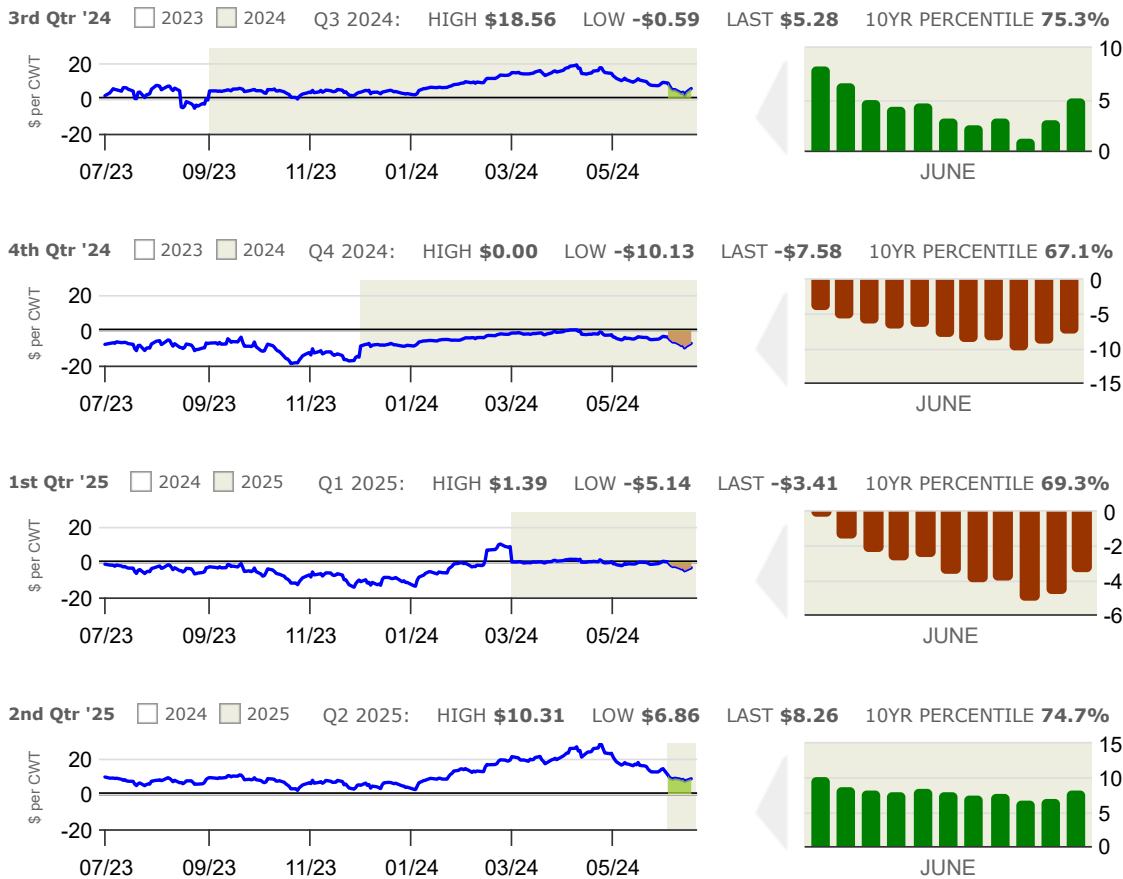 3rd Qtr '24 2023 2024 Q3 2024: HIGH $18.56 LOW -$0.59 LAST $5.28 10YR PERCENTILE 75.3%
$ per CWT
20
0
-20
07/23 09/23 11/23 01/24 03/24 05/24
10
5
0
JUNE
4th Qtr '24 2023 2024 Q4 2024: HIGH $0.00 LOW -$10.13 LAST -$7.58 10YR PERCENTILE 67.1%
$ per CWT
20
0
-20
07/23 09/23 11/23 01/24 03/24 05/24
0
-5
-10
-15
JUNE
1st Qtr '25 2024 2025 Q1 2025: HIGH $1.39 LOW -$5.14 LAST -$3.41 10YR PERCENTILE 69.3%
$ per CWT
20
0
-20
07/23 09/23 11/23 01/24 03/24 05/24
0
-2
-4
-6
JUNE
2nd Qtr '25 2024 2025 Q2 2025: HIGH $10.31 LOW $6.86 LAST $8.26 10YR PERCENTILE 74.7%
$ per CWT
20
0
-20
07/23 09/23 11/23 01/24 03/24 05/24
15
10
5
0
JUNE